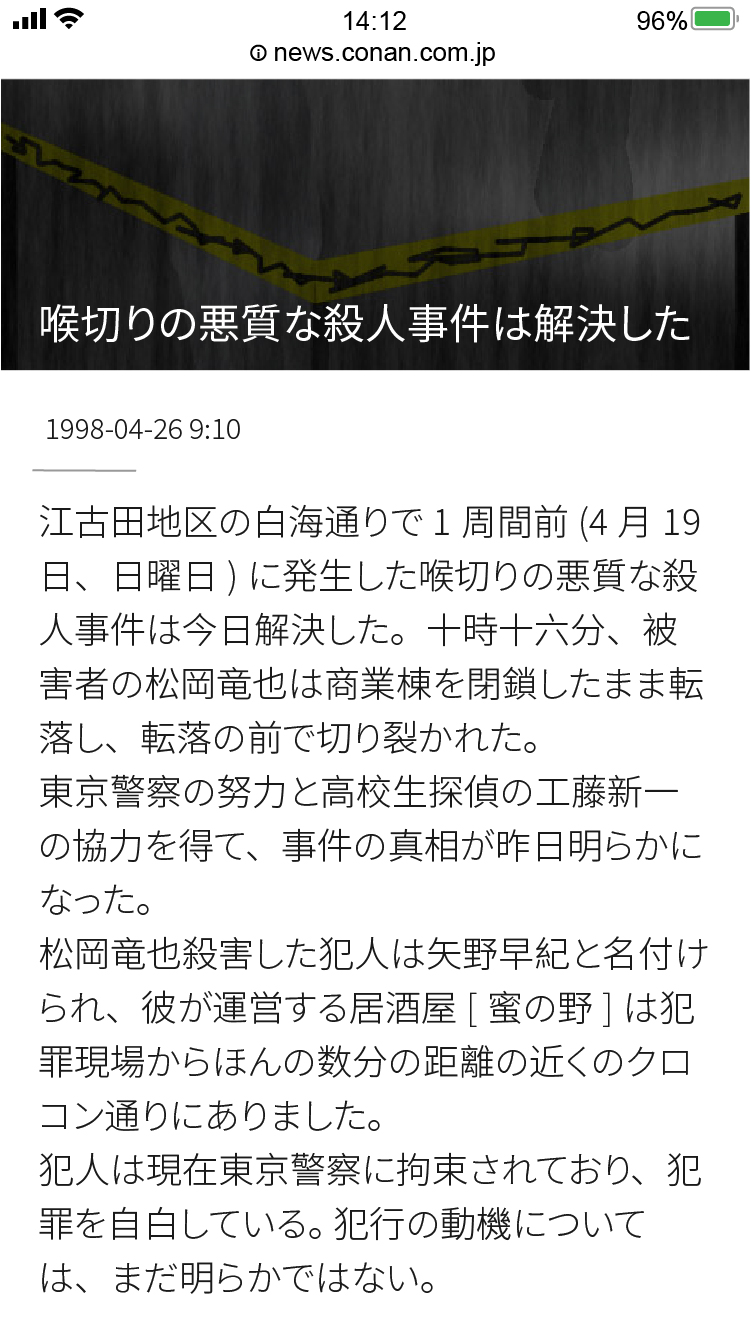 14:12
96%
news.conan.com.jp
喉切りの悪質な殺人事件は解決した
1998-04-26 9:10
江古田地区の白海通りで 1 周間前 (4 月 19
日、日曜日 ) に発生した喉切りの悪質な殺
人事件は今日解決した。十時十六分、被
害者の松岡竜也は商業棟を閉鎖したまま転
落し、転落の前で切り裂かれた。
東京警察の努力と高校生探偵の工藤新一
の協力を得て、事件の真相が昨日明らかに
なった。
松岡竜也殺害した犯人は矢野早紀と名付け
られ、彼が運営する居酒屋 [ 蜜の野 ] は犯
罪現場からほんの数分の距離の近くのクロ
コン通りにありました。
犯人は現在東京警察に拘束されており、犯
罪を自白している。犯行の動機について
は、まだ明らかではない。